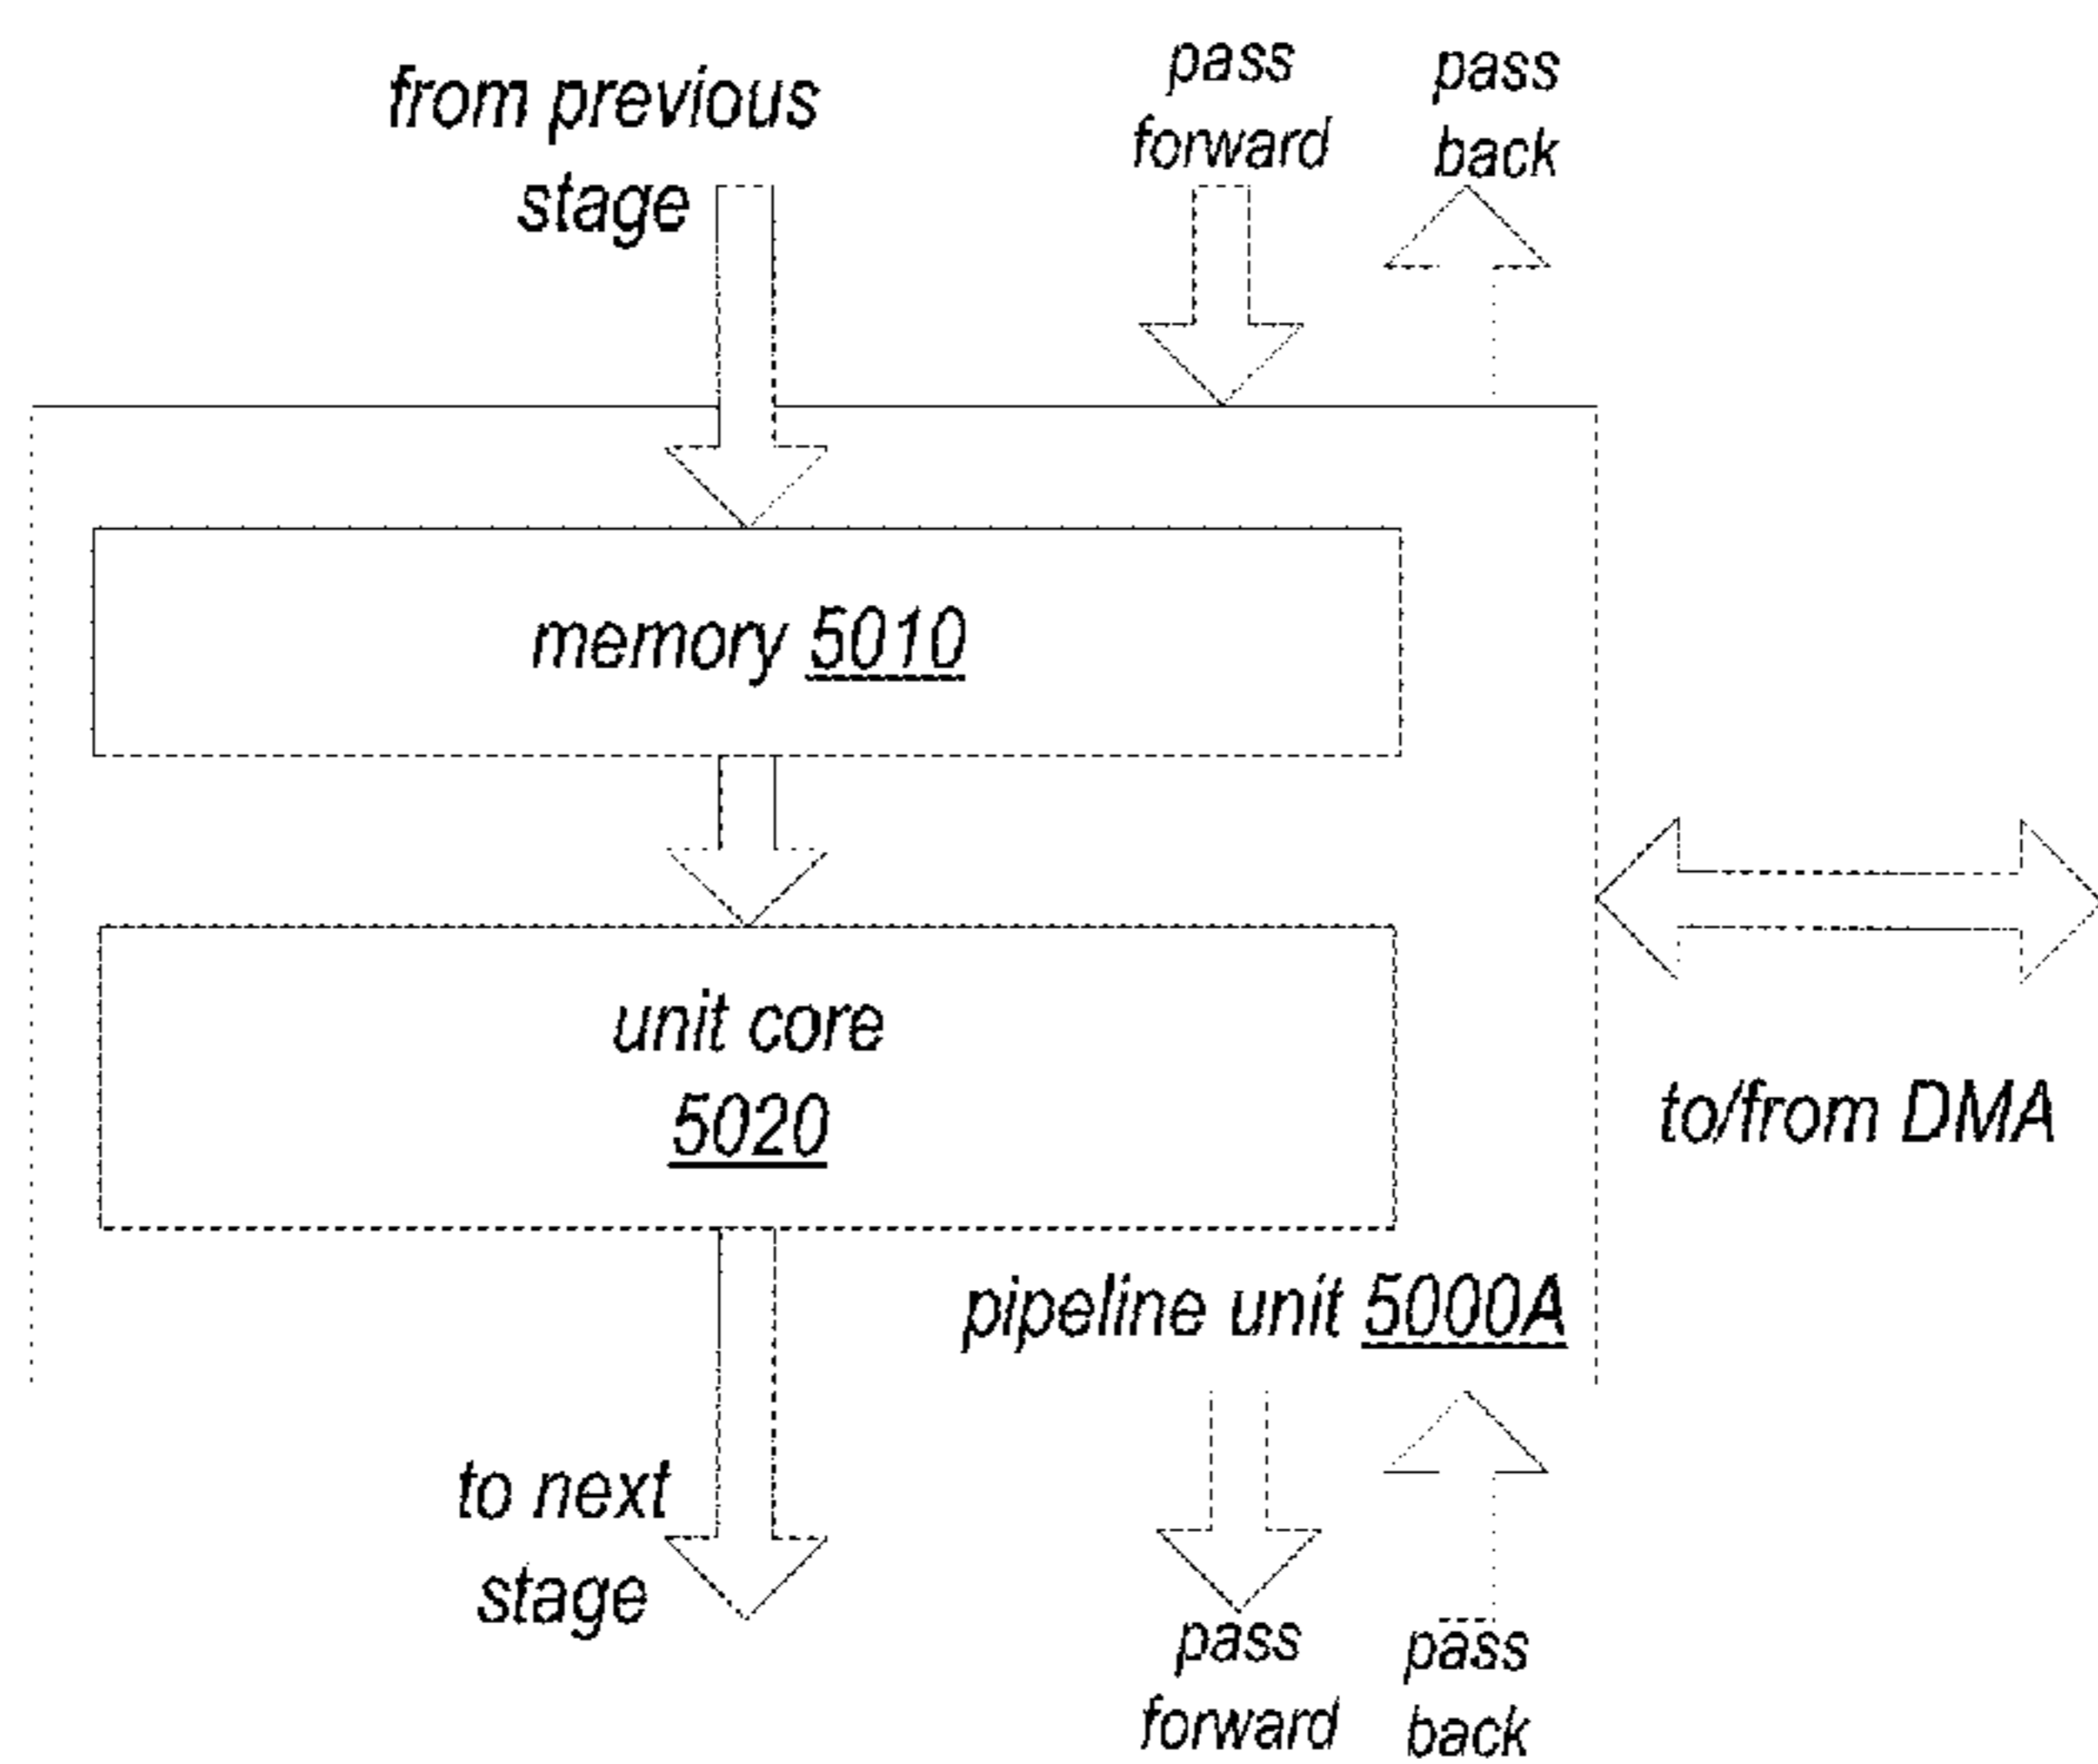 from previous
stage
pass
forward
pass
back
memory 5010
unit core
5020
to/from DMA
pipeline unit 5000A
to next
stage
pass
forward
pass
back